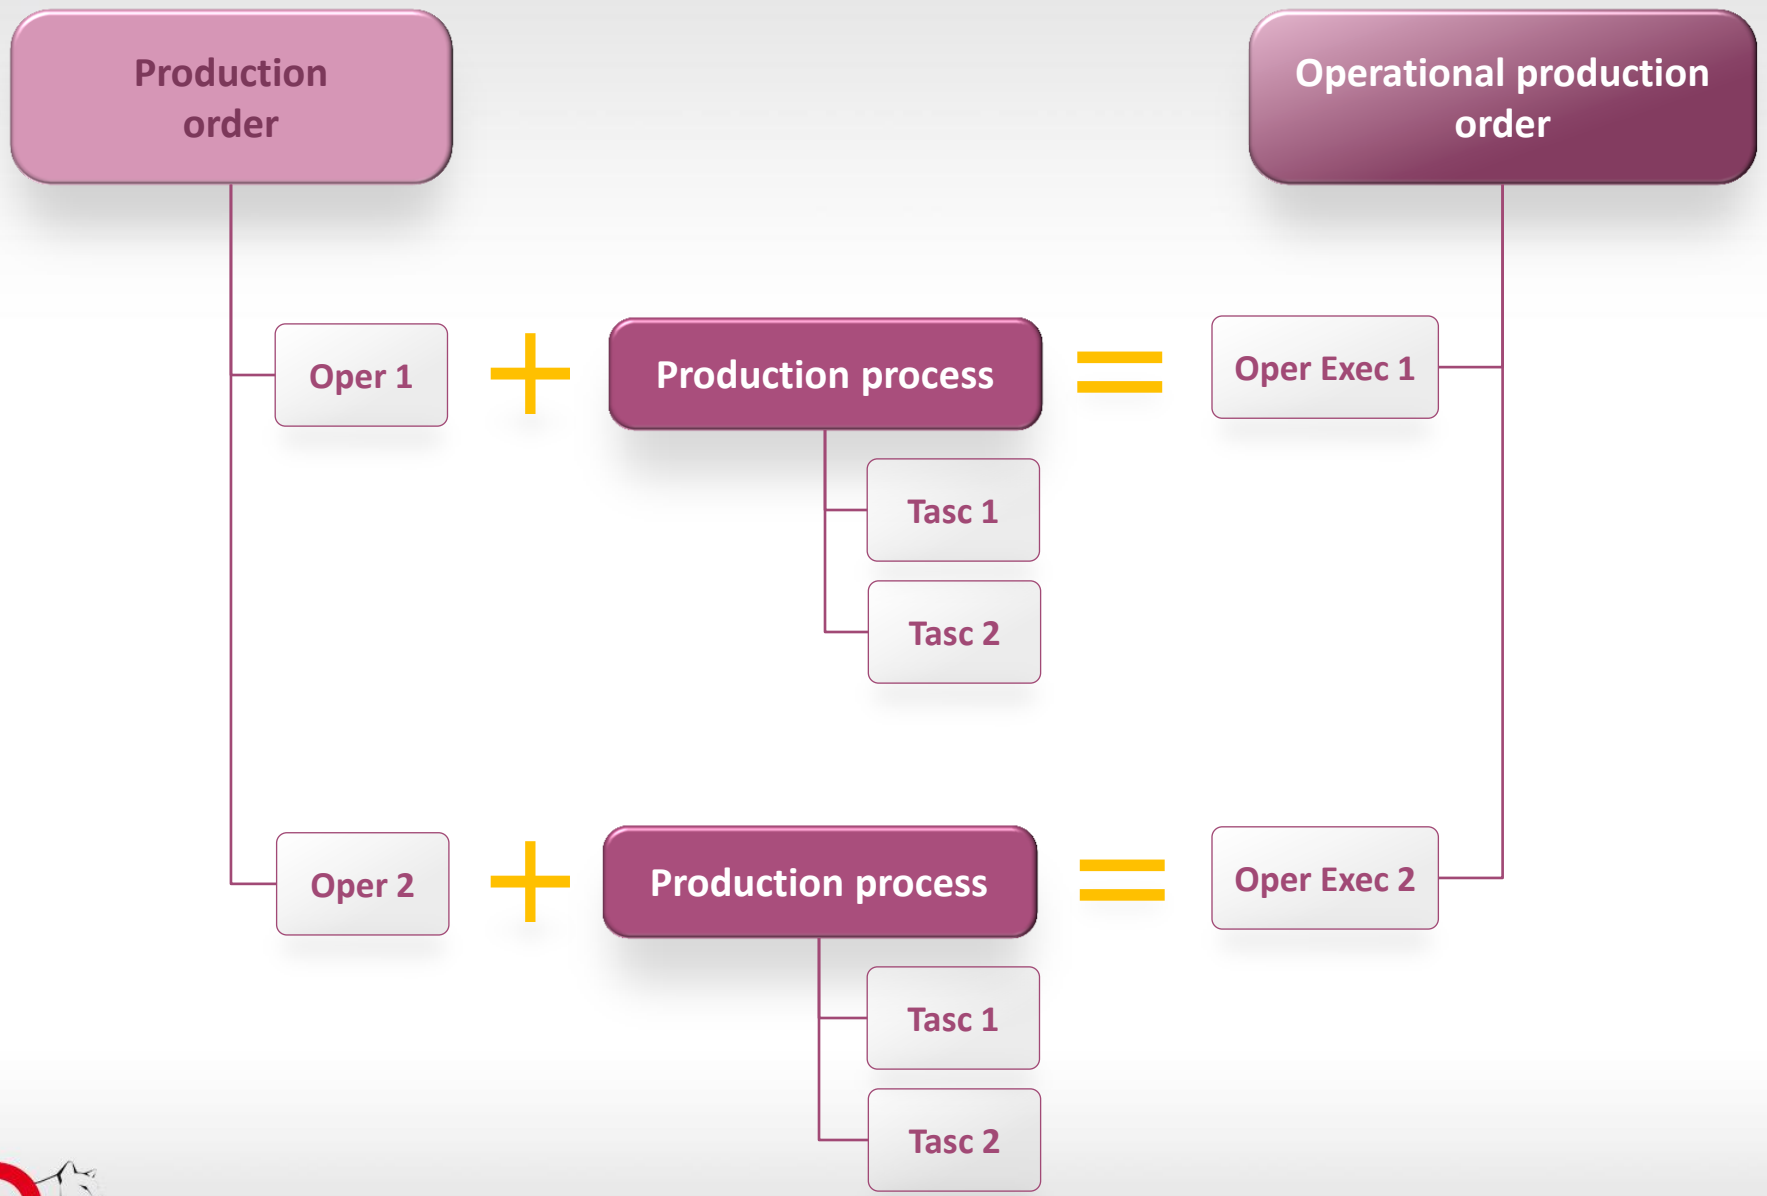 Production
order
Operational production
order
Oper 1
+
Production process
=
Oper Exec 1
Tasc 1
Tasc 2
Oper 2
+
Production process
=
Oper Exec 2
Tasc 1
Tasc 2